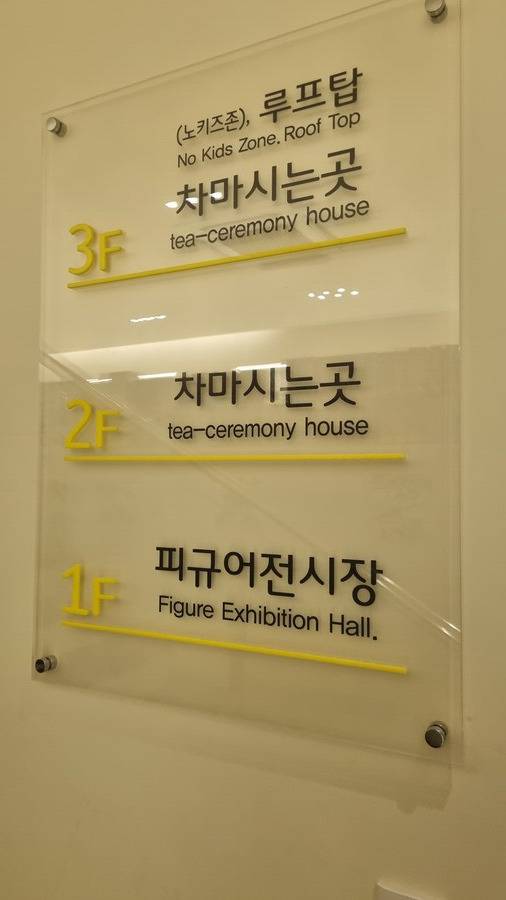 (노키즈존), 루프탑
No Kids Zone. Roof Top
차마시는곳
tea-ceremony house
3F
차마시는곳
tea-ceremony house
2F
피규어전시장
Figure Exhibition Hall.
1F